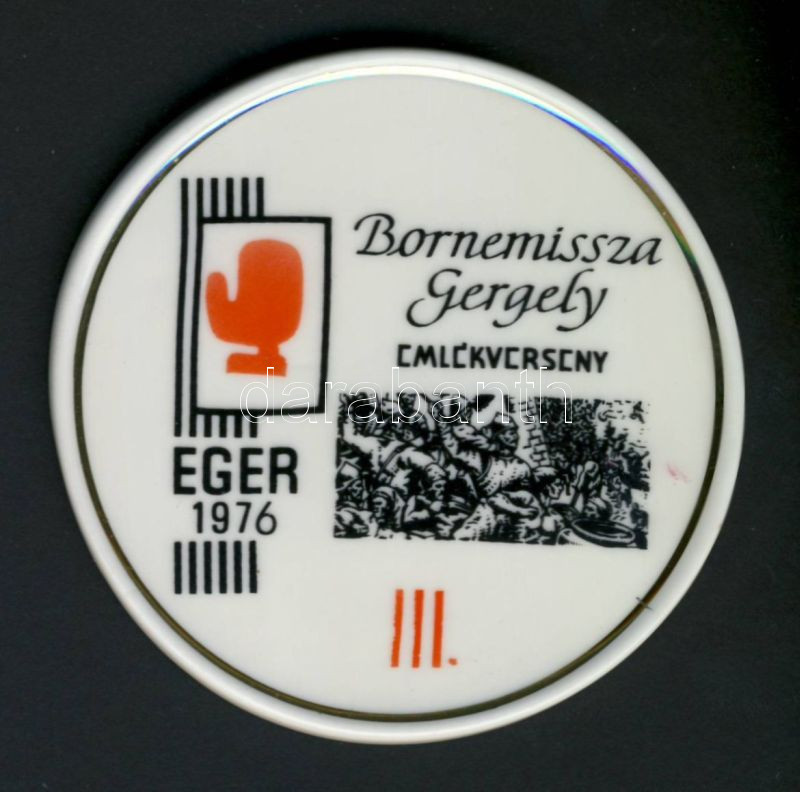 Bornemissza
Gergely
EMLÉKVERSENY
darabanth
EGER
1976
III.